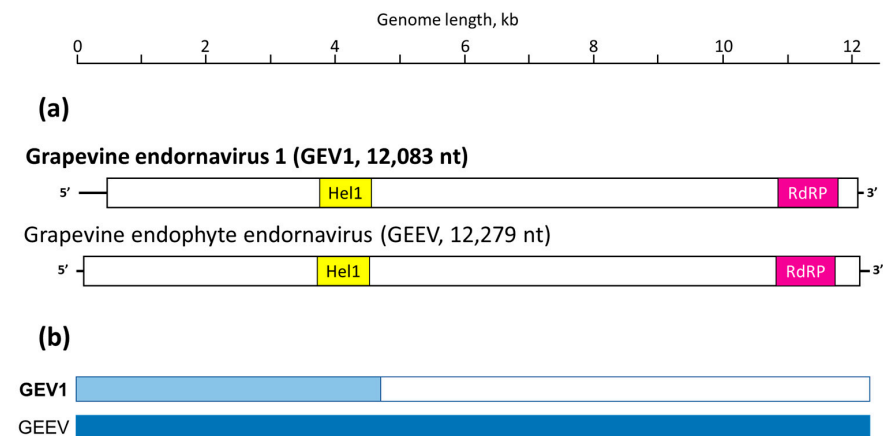 Genome length, kb
0 2 4 6 8 10 12
(a)
Grapevine endornavirus 1 (GEV1, 12,083 nt)
5’ Hel1 RdRP 3’
Grapevine endophyte endornavirus (GEEV, 12,279 nt)
5’ Hel1 RdRP 3’
(b)
GEV1
GEEV